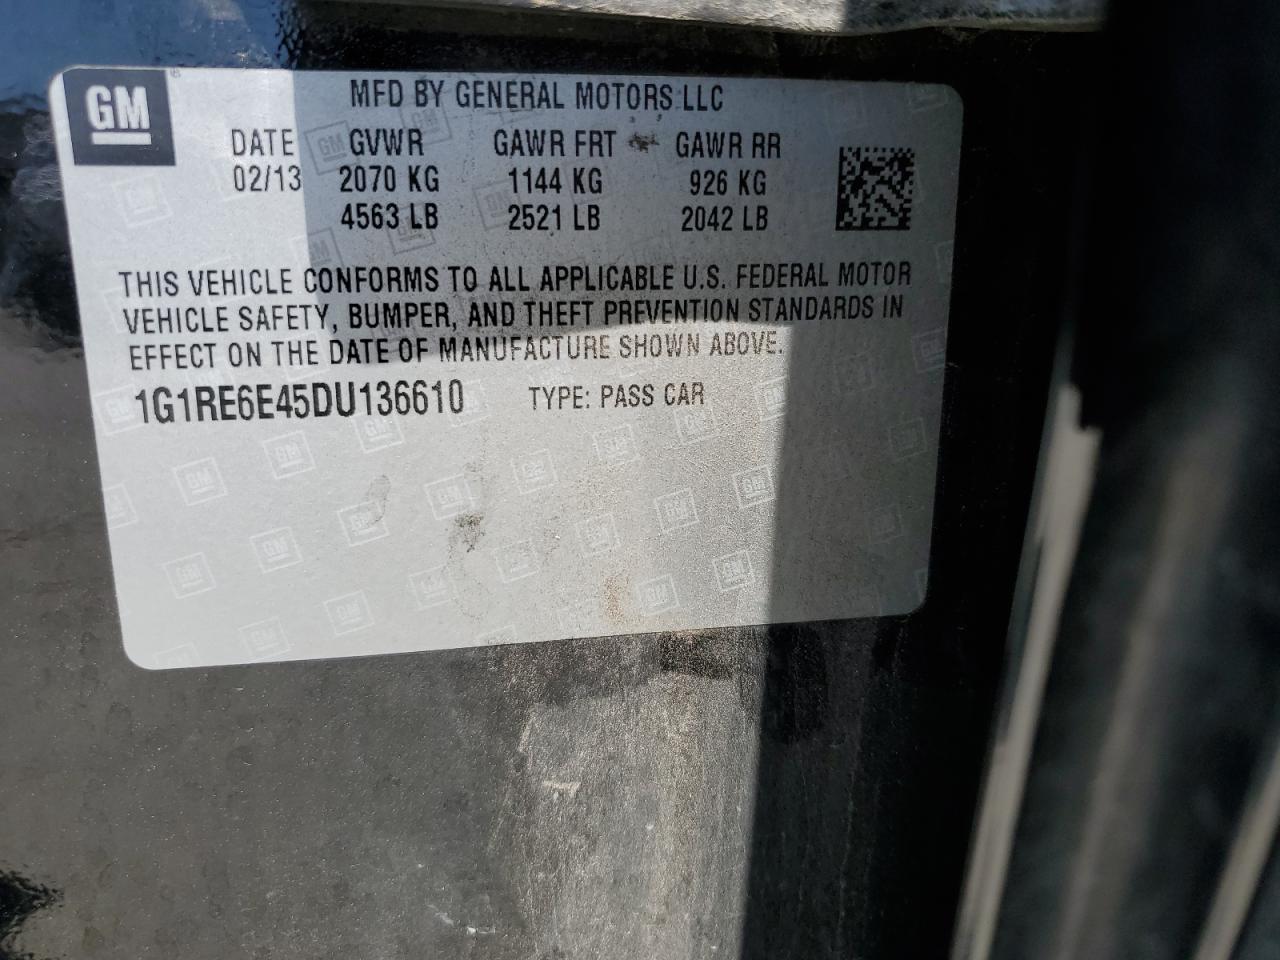 GM
MFD BY GENERAL MOTORS LLC
DATE GVWR GAWR FRT GAWR RR
02/13 2070 KG 1144 KG 926 KG
4563 LB 2521 LB 2042 LB
THIS VEHICLE CONFORMS TO ALL APPLICABLE U.S. FEDERAL MOTOR
VEHICLE SAFETY, BUMPER, AND THEFT PREVENTION STANDARDS IN
EFFECT ON THE DATE OF MANUFACTURE SHOWN ABOVE.
1G1RE6E45DU136610 TYPE: PASS CAR